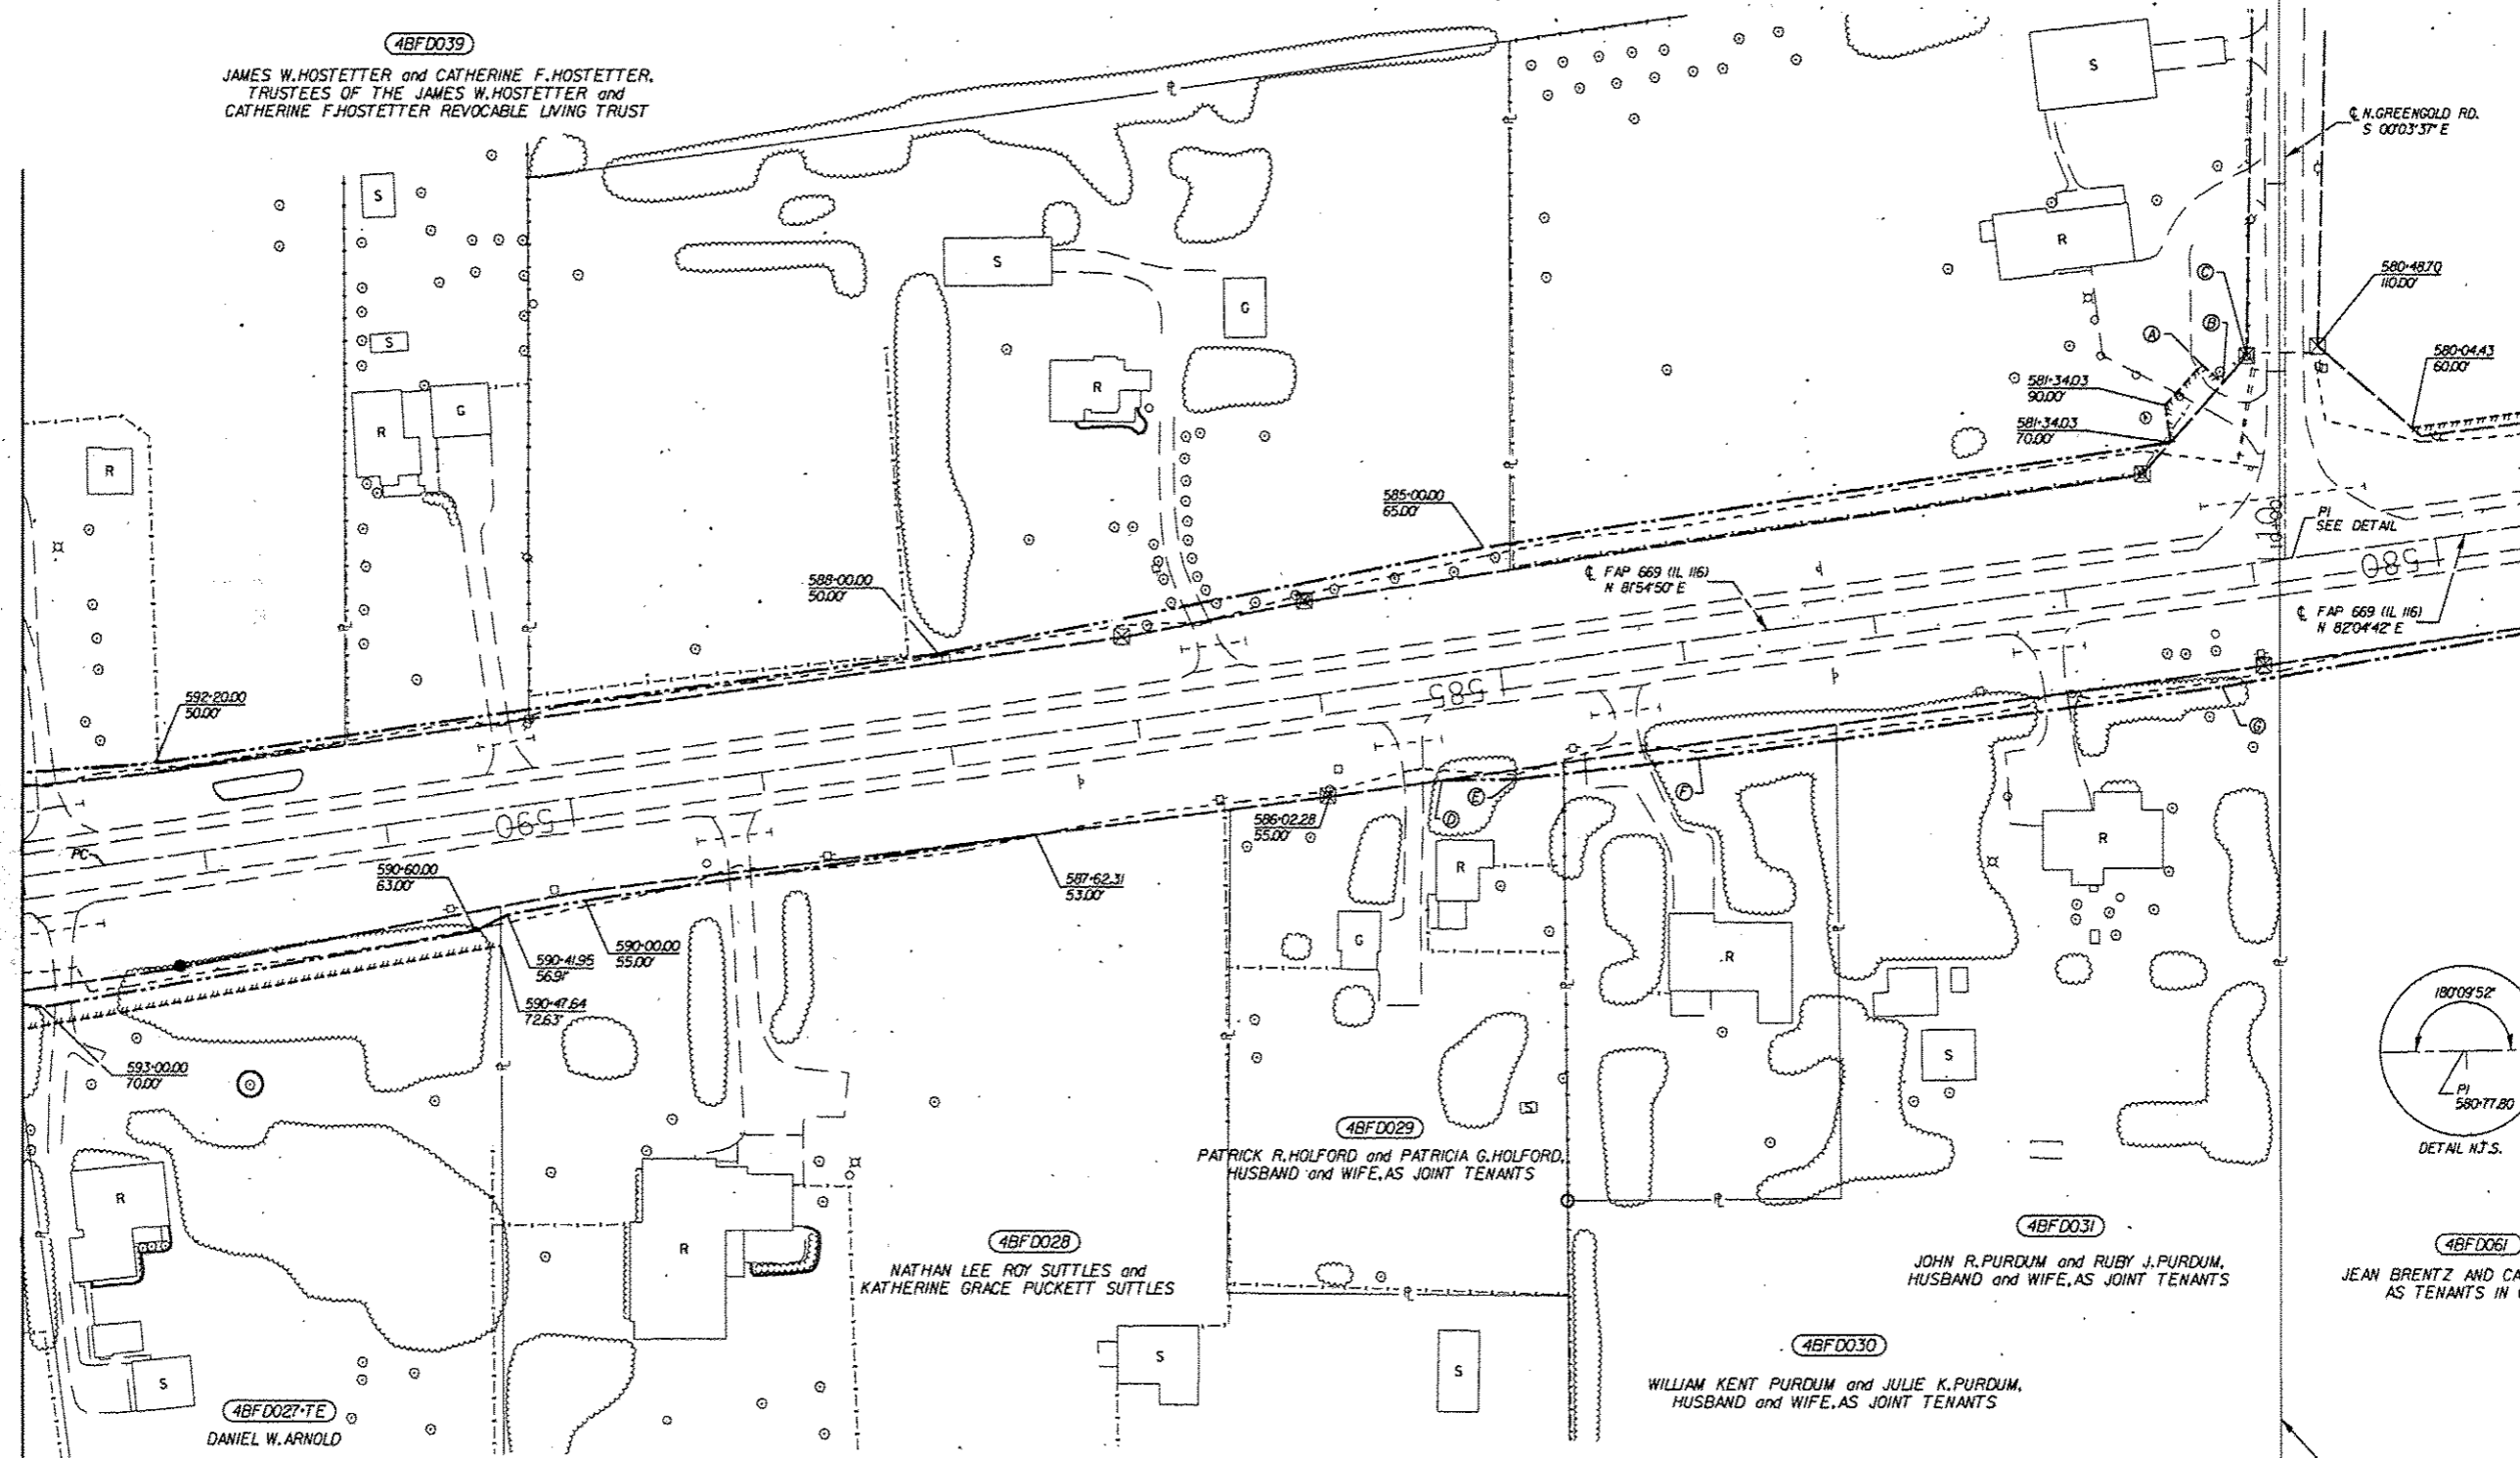 4BFD039
JAMES W.HOSTETTER and CATHERINE F.HOSTETTER,
TRUSTEES OF THE JAMES W.HOSTETTER and
CATHERINE F.HOSTETTER REVOCABLE LIVING TRUST
S
℄ N.GREENGOLD RD.
S 00°03'37" E
S
S
R
S
G
580+48.70
110.00'
C
B
A
580+04.43
60.00'
581+34.03
90.00'
581+34.03
70.00'
S
R
G
R
R
585+00.00
65.00'
PI
SEE DETAIL
580
588+00.00
50.00'
℄ FAP 669 (IL 116)
N 81°54'50" E
℄ FAP 669 (IL 116)
N 82°04'42" E
592+20.00
50.00'
585
G
590
PC
586+02.28
55.00'
D
E
F
590+60.00
63.00'
587+62.31
53.00'
R
R
R
G
590+41.95
56.91'
590+00.00
55.00'
590+47.64
72.63'
593+00.00
70.00'
S
180°09'52"
PI
580+77.80
DETAIL N.T.S.
S
4BFD029
PATRICK R.HOLFORD and PATRICIA G.HOLFORD,
HUSBAND and WIFE,AS JOINT TENANTS
R
R
4BFD028
NATHAN LEE ROY SUTTLES and
KATHERINE GRACE PUCKETT SUTTLES
4BFD031
JOHN R.PURDUM and RUBY J.PURDUM,
HUSBAND and WIFE,AS JOINT TENANTS
4BFD061
JEAN BRENTZ AND CA
AS TENANTS IN
4BFD030
WILLIAM KENT PURDUM and JULIE K.PURDUM,
HUSBAND and WIFE,AS JOINT TENANTS
S
S
S
4BFD027+TE
DANIEL W.ARNOLD